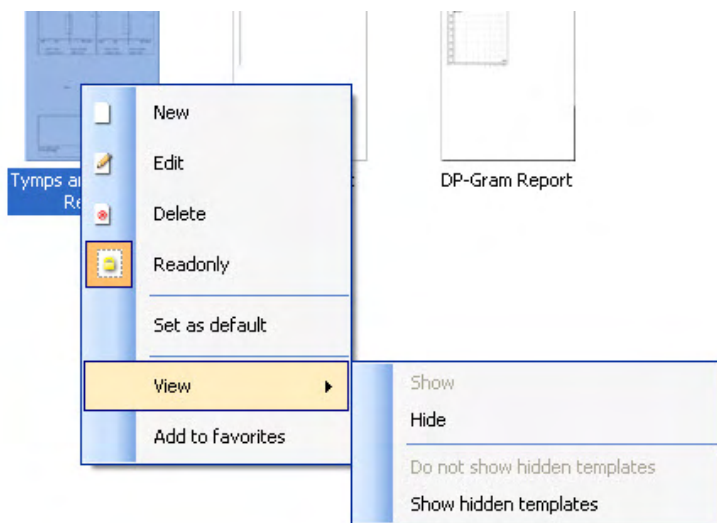 New
Edit
Tymps a
DP-Gram Report
Re
Delete
Readonly
Set as default
View
Show
Hide
Add to favorites
Do not show hidden templates
Show hidden templates